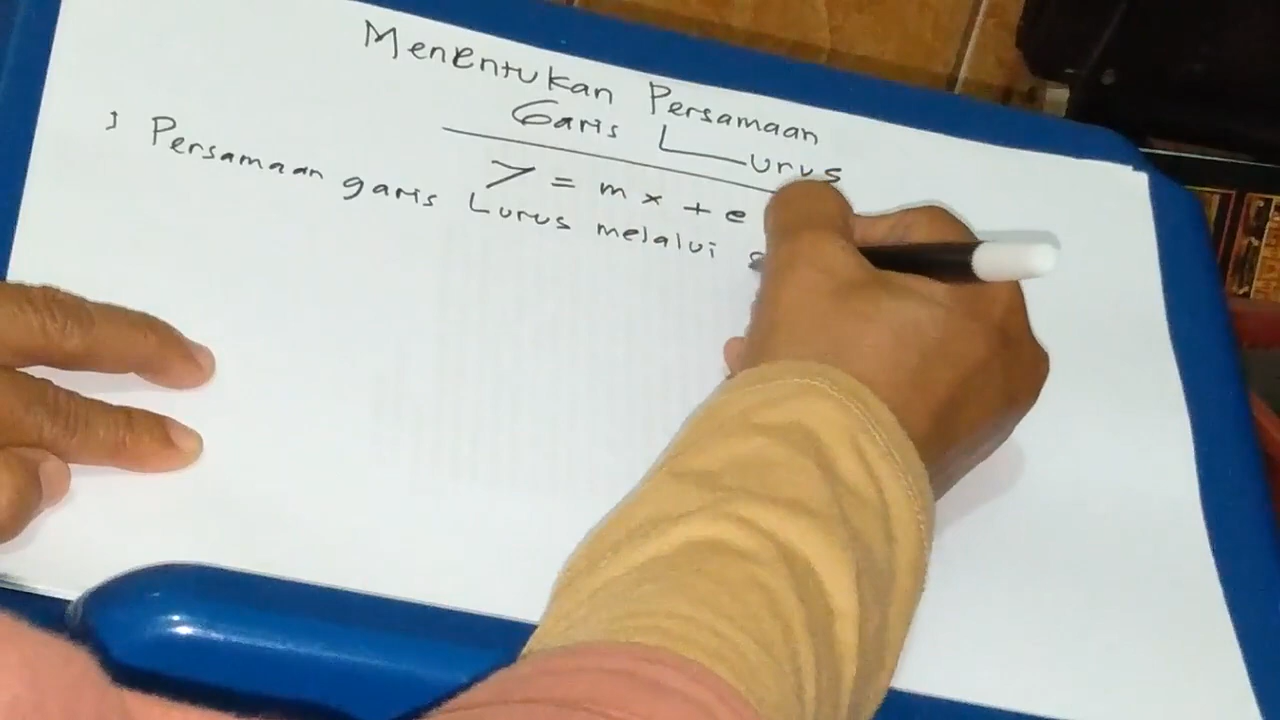 Menentukan Persamaan
Garis Lurus
Y = mx + e
1 Persamaan garis Lurus melalui